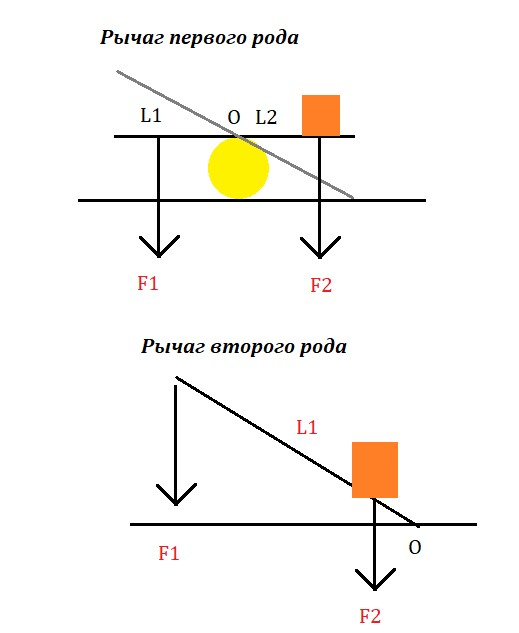 Рычаг первого рода
L1 O L2
F1 F2
Рычаг второго рода
L1
F1 O
F2